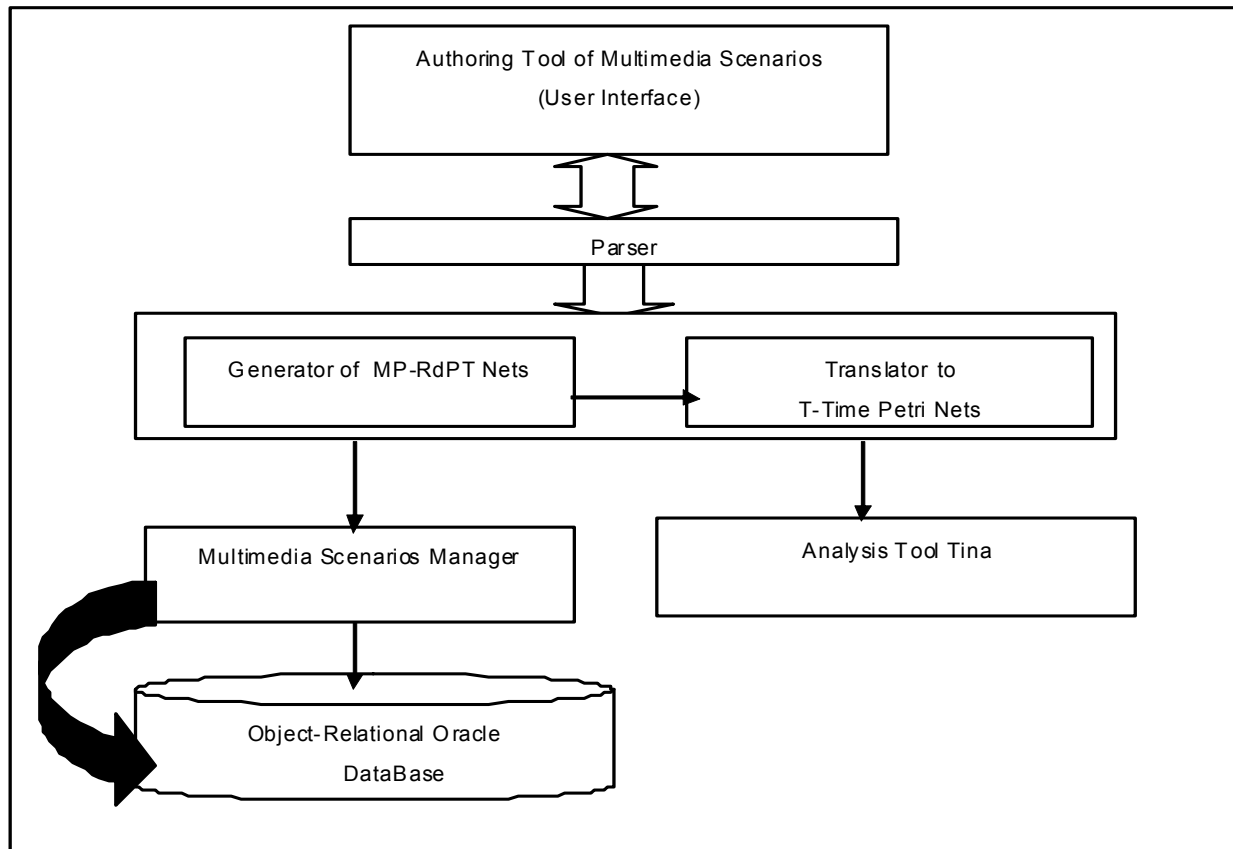 Authoring Tool of Multimedia Scenarios
(User Interface)
Parser
Generator of MP-RdPT Nets
Translator to
T-Time Petri Nets
Multimedia Scenarios Manager
Analysis Tool Tina
Object-Relational Oracle
DataBase